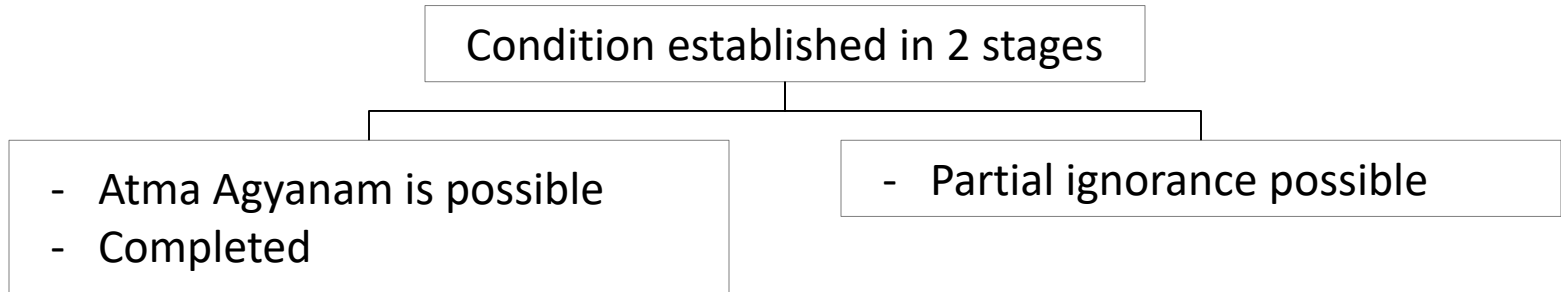 Condition established in 2 stages
- Atma Agyanam is possible
- Completed
- Partial ignorance possible